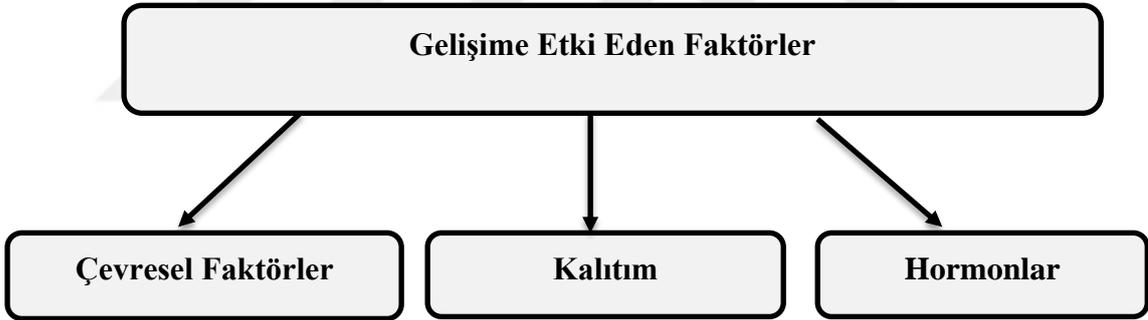 Gelişime Etki Eden Faktörler
Çevresel Faktörler
Kalıtım
Hormonlar